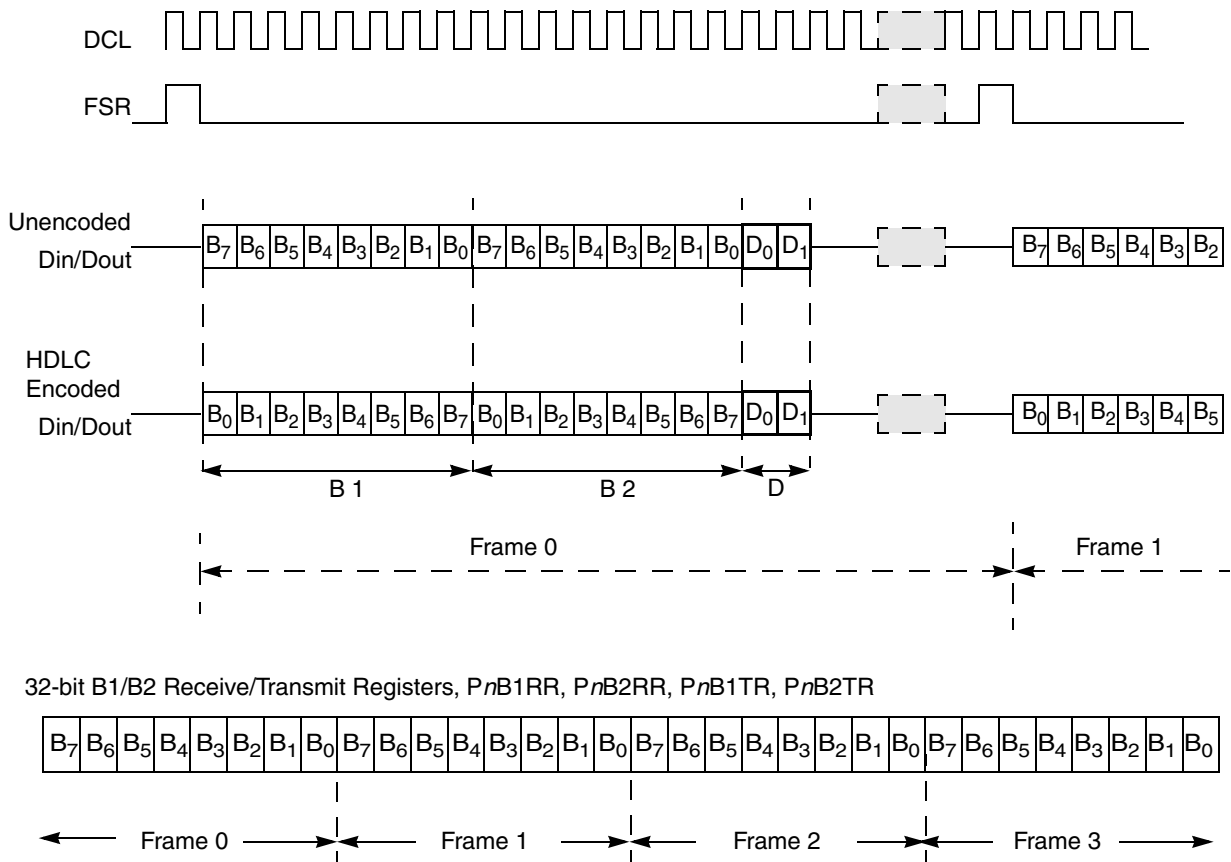 DCL
FSR
Unencoded
Din/Dout
B7 B6 B5 B4 B3 B2 B1 B0 B7 B6 B5 B4 B3 B2 B1 B0 D0 D1 B7 B6 B5 B4 B3 B2
HDLC
Encoded
Din/Dout
B0 B1 B2 B3 B4 B5 B6 B7 B0 B1 B2 B3 B4 B5 B6 B7 D0 D1 B0 B1 B2 B3 B4 B5
B 1 B 2 D
Frame 0 Frame 1
32-bit B1/B2 Receive/Transmit Registers, PnB1RR, PnB2RR, PnB1TR, PnB2TR
B7 B6 B5 B4 B3 B2 B1 B0 B7 B6 B5 B4 B3 B2 B1 B0 B7 B6 B5 B4 B3 B2 B1 B0 B7 B6 B5 B4 B3 B2 B1 B0
Frame 0 Frame 1 Frame 2 Frame 3